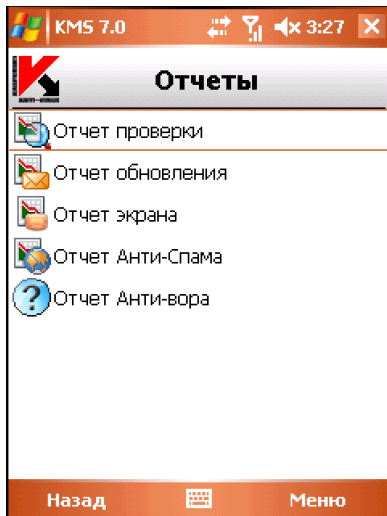 KMS 7.0 3:27
Отчеты
Отчет проверки
Отчет обновления
Отчет экрана
Отчет Анти-Спама
Отчет Анти-вора
Назад Меню